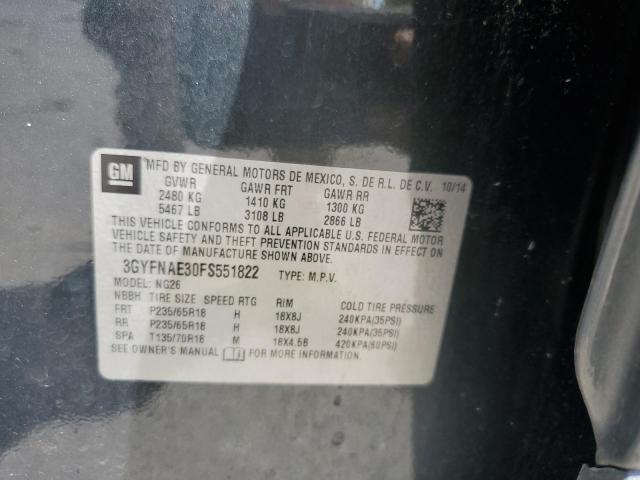 GM
MFD BY GENERAL MOTORS DE MEXICO, S. DE R.L. DE C.V. 10/14
GVWR GAWR FRT GAWR RR
2480 KG 1410 KG 1300 KG
5467 LB 3108 LB 2866 LB
THIS VEHICLE CONFORMS TO ALL APPLICABLE U.S. FEDERAL MOTOR
VEHICLE SAFETY AND THEFT PREVENTION STANDARDS IN EFFECT ON
THE DATE OF MANUFACTURE SHOWN ABOVE.
3GYFNAE30FS551822 TYPE: M.P.V.
MODEL: NG26
NBBH TIRE SIZE SPEED RTG RIM COLD TIRE PRESSURE
FRT P235/65R18 H 18X8J 240KPA(35PSI)
RR P235/65R18 H 18X8J 240KPA(35PSI)
SPA T135/70R18 M 18X4.5B 420KPA(60PSI)
SEE OWNER'S MANUAL FOR MORE INFORMATION.